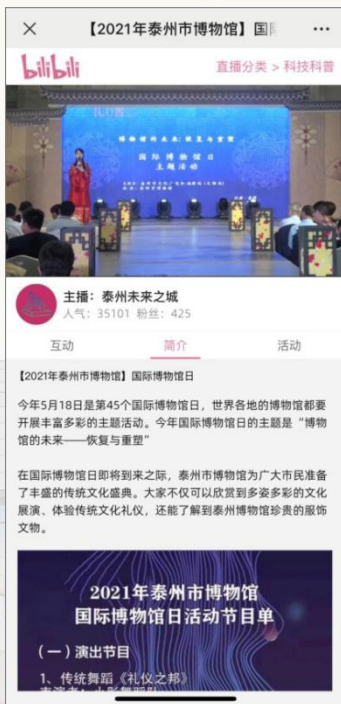 【2021年泰州市博物馆】国
bilibili
直播分类 > 科技科普
博物馆的未来:恢复与重塑
国际博物馆日
主题活动
主播：泰州未来之城
人气：35101 粉丝：425
互动
简介
活动
【2021年泰州市博物馆】国际博物馆日
今年5月18日是第45个国际博物馆日，世界各地的博物馆都要
开展丰富多彩的主题活动。今年国际博物馆日的主题是“博物
馆的未来——恢复与重塑”
在国际博物馆日即将到来之际，泰州市博物馆为广大市民准备
了丰盛的传统文化盛典。大家不仅可以欣赏到多姿多彩的文化
展演、体验传统文化礼仪，还能了解到泰州博物馆珍贵的服饰
文物。
2021年泰州市博物馆
国际博物馆日活动节目单
（一）演出节目
1、传统舞蹈《礼仪之邦》